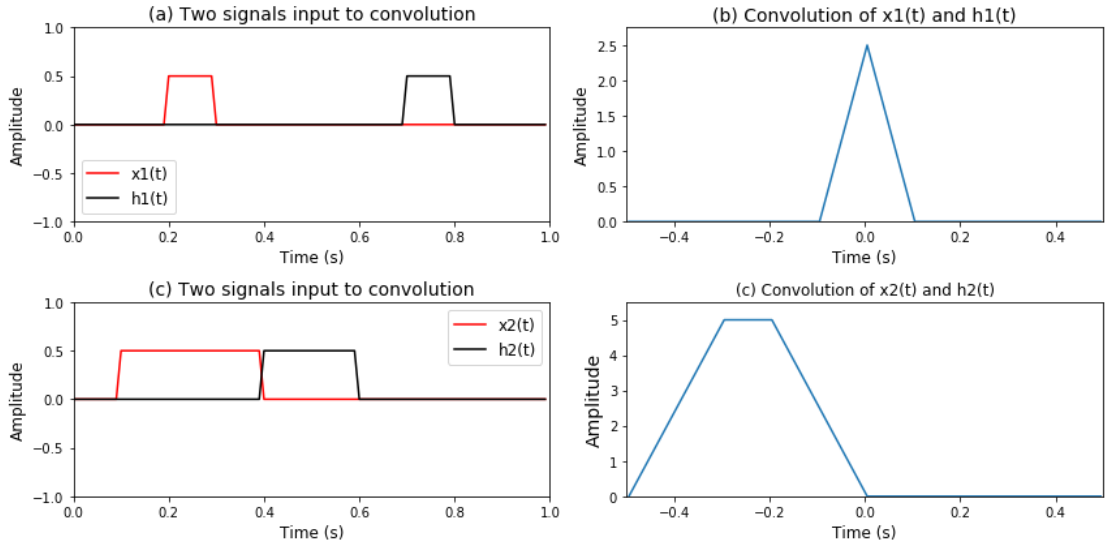 (a) Two signals input to convolution
1.0
0.5
0.0
−0.5
−1.0
Amplitude
x1(t)
h1(t)
0.0 0.2 0.4 0.6 0.8 1.0
Time (s)
(b) Convolution of x1(t) and h1(t)
2.5
2.0
1.5
1.0
0.5
0.0
Amplitude
−0.4 −0.2 0.0 0.2 0.4
Time (s)
(c) Two signals input to convolution
1.0
0.5
0.0
−0.5
−1.0
Amplitude
x2(t)
h2(t)
0.0 0.2 0.4 0.6 0.8 1.0
Time (s)
(c) Convolution of x2(t) and h2(t)
5
4
3
2
1
0
Amplitude
−0.4 −0.2 0.0 0.2 0.4
Time (s)